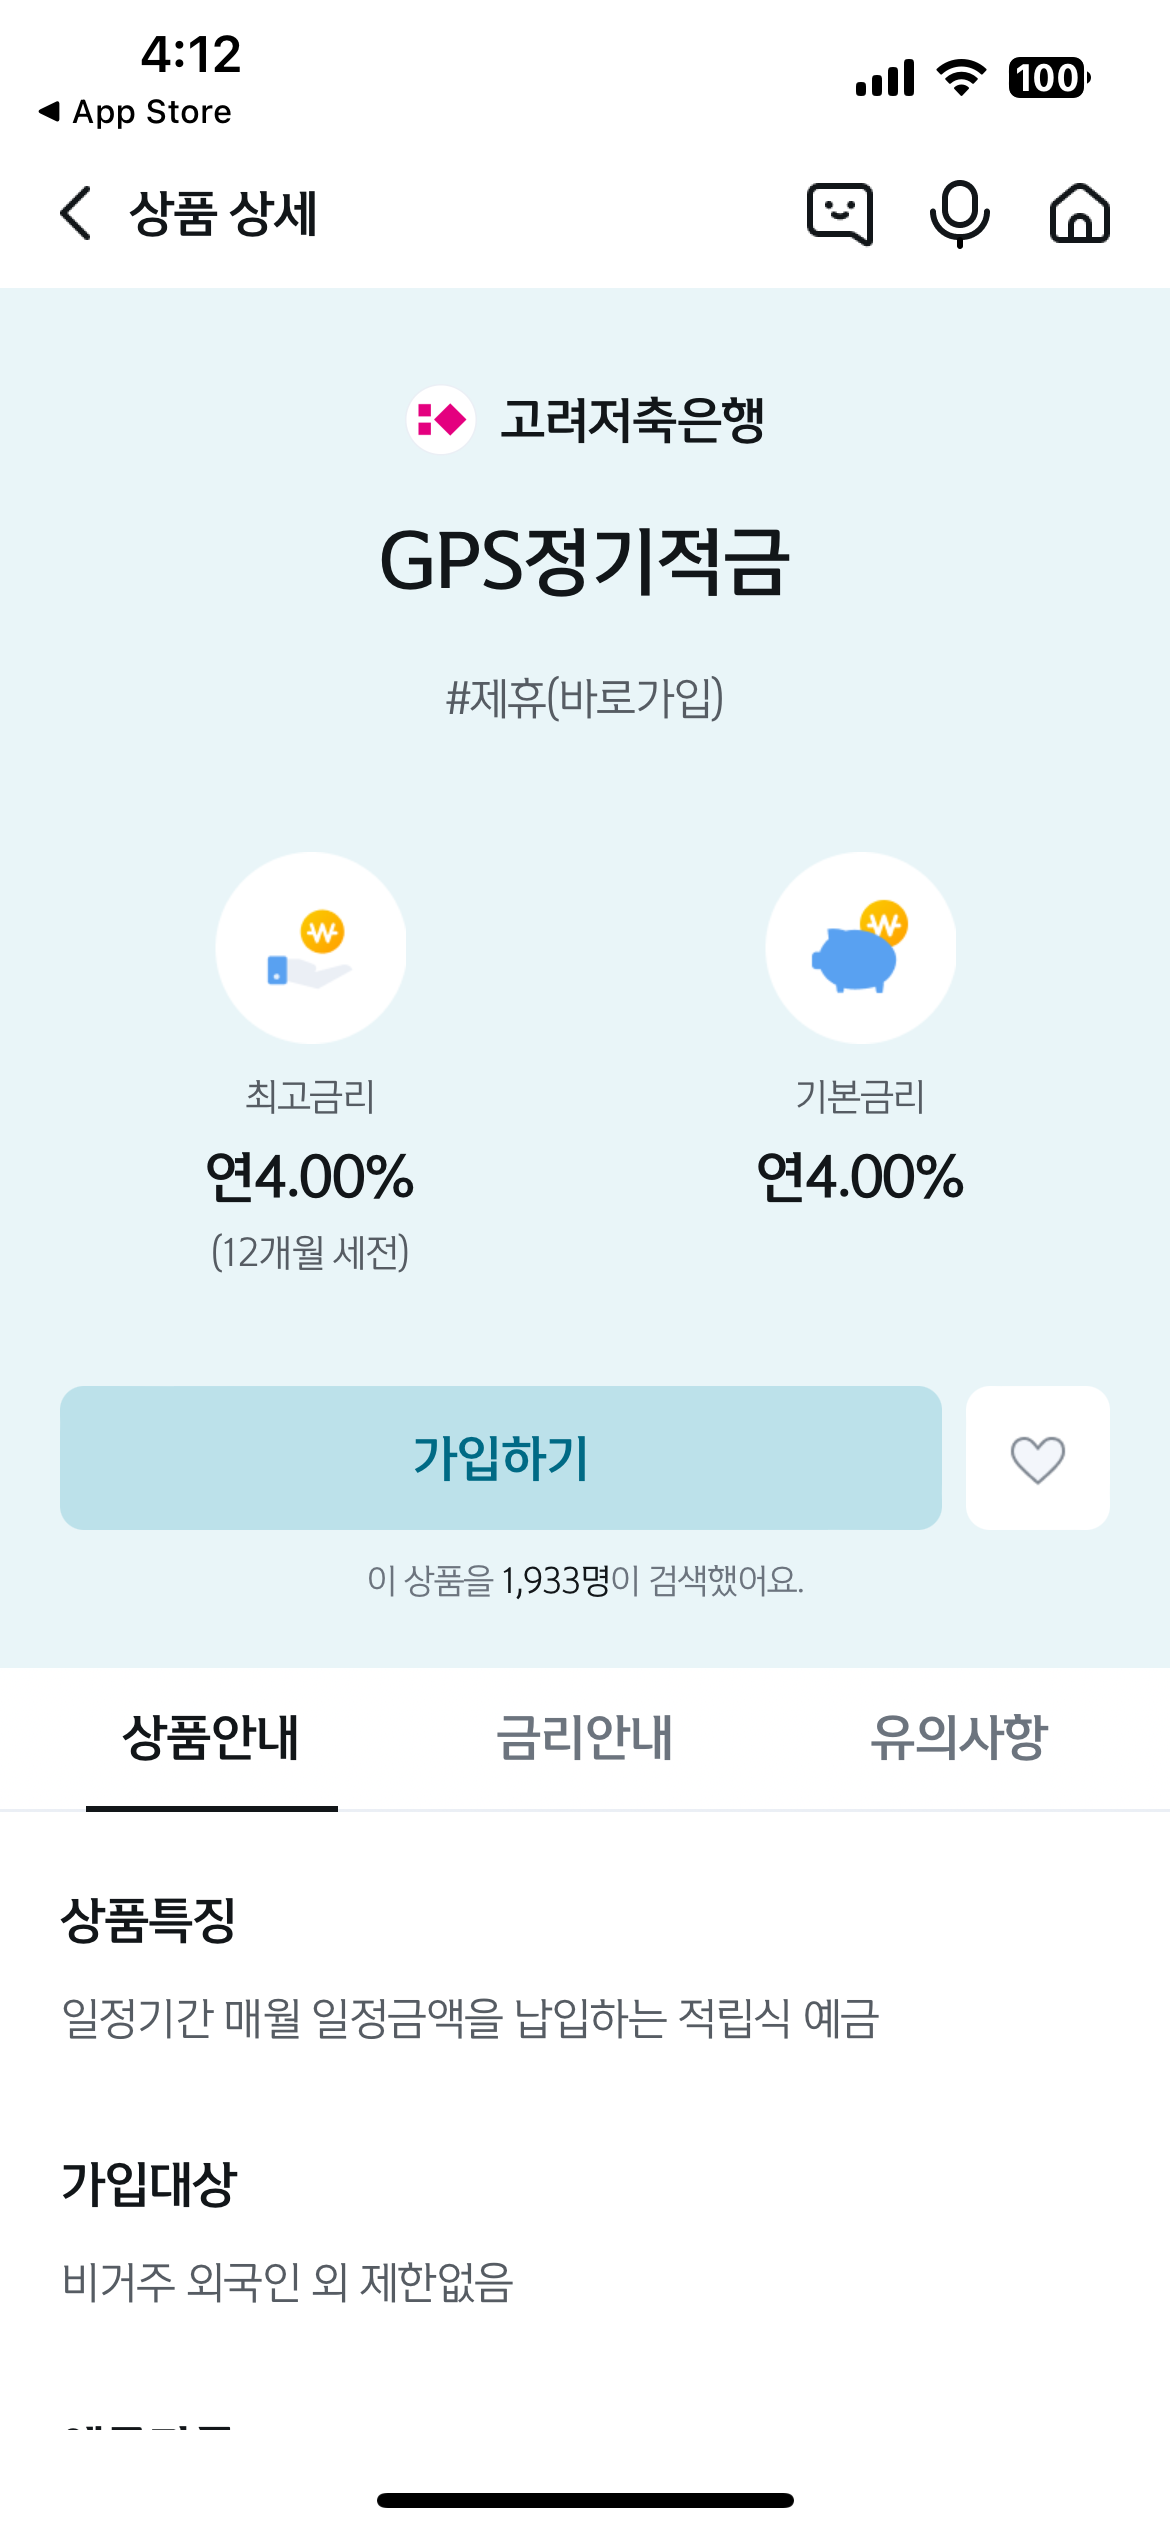 4:12
100
◀ App Store
상품 상세
고려저축은행
GPS정기적금
#제휴(바로가입)
최고금리
기본금리
연4.00%
연4.00%
(12개월 세전)
가입하기
이 상품을 1,933명이 검색했어요.
상품안내
금리안내
유의사항
상품특징
일정기간 매월 일정금액을 납입하는 적립식 예금
가입대상
비거주 외국인 외 제한없음